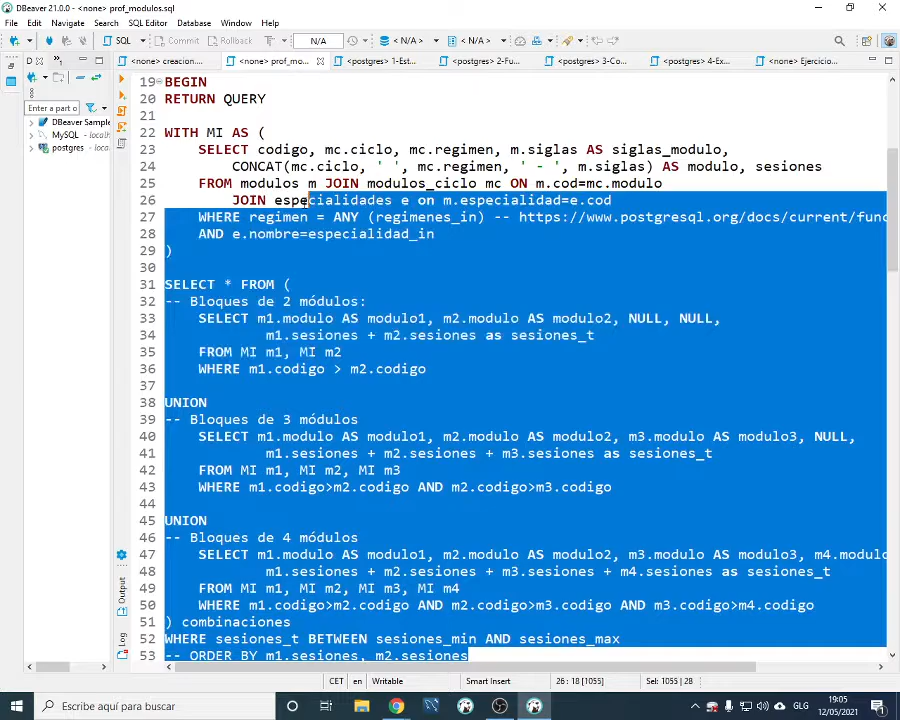 DBeaver 21.0.0 - <none> prof_modulos.sql
File Edit Navigate Search SQL Editor Database Window Help
SQL Commit Rollback T N/A < N/A > < N/A >
D <none> creacion.... <none> prof_mo... <postgres> 1-Est... <postgres> 2-Fu... <postgres> 3-Co... <postgres> 4-Ex... <none> Ejercicio...
Enter a part o
DBeaver Sample
MySQL - localh
postgres - loca
19 BEGIN
20 RETURN QUERY
21
22 WITH MI AS (
23 SELECT codigo, mc.ciclo, mc.regimen, m.siglas AS siglas_modulo,
24 CONCAT(mc.ciclo, ' ', mc.regimen, ' - ', m.siglas) AS modulo, sesiones
25 FROM modulos m JOIN modulos_ciclo mc ON m.cod=mc.modulo
26 JOIN especialidades e on m.especialidad=e.cod
27 WHERE regimen = ANY (regimenes_in) -- https://www.postgresql.org/docs/current/func
28 AND e.nombre=especialidad_in
29 )
30
31 SELECT * FROM (
32 -- Bloques de 2 módulos:
33 SELECT m1.modulo AS modulo1, m2.modulo AS modulo2, NULL, NULL,
34 m1.sesiones + m2.sesiones as sesiones_t
35 FROM MI m1, MI m2
36 WHERE m1.codigo > m2.codigo
37
38 UNION
39 -- Bloques de 3 módulos
40 SELECT m1.modulo AS modulo1, m2.modulo AS modulo2, m3.modulo AS modulo3, NULL,
41 m1.sesiones + m2.sesiones + m3.sesiones as sesiones_t
42 FROM MI m1, MI m2, MI m3
43 WHERE m1.codigo>m2.codigo AND m2.codigo>m3.codigo
44
45 UNION
46 -- Bloques de 4 módulos
47 SELECT m1.modulo AS modulo1, m2.modulo AS modulo2, m3.modulo AS modulo3, m4.modulo
48 m1.sesiones + m2.sesiones + m3.sesiones + m4.sesiones as sesiones_t
49 FROM MI m1, MI m2, MI m3, MI m4
50 WHERE m1.codigo>m2.codigo AND m2.codigo>m3.codigo AND m3.codigo>m4.codigo
51 ) combinaciones
52 WHERE sesiones_t BETWEEN sesiones_min AND sesiones_max
53 -- ORDER BY m1.sesiones, m2.sesiones
Output
Log
CET en Writable Smart Insert 26 : 18 [1055] Sel: 1055 | 28
Escribe aquí para buscar
GLG 19:05
12/05/2021